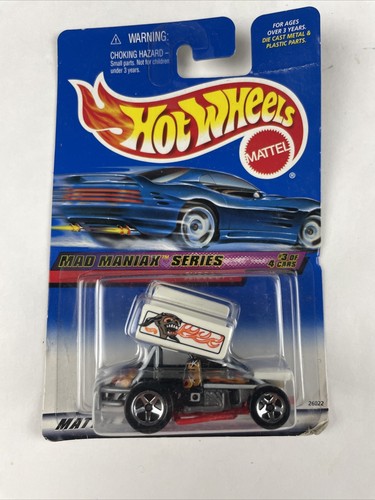 WARNING:
CHOKING HAZARD-
Small parts. Not for children
under 3 years.
FOR AGES
OVER 3 YEARS.
DIE CAST METAL &
PLASTIC PARTS.
HOT WHEELS
MATTEL
®
MAD MANIAX™ SERIES
#3 OF
4 CARS
26022